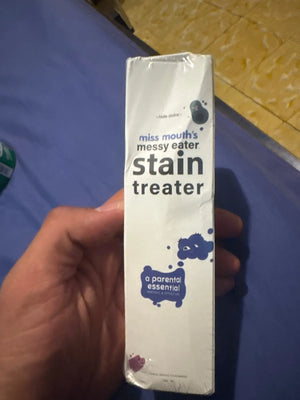 miss mouth's
messy eater
stain
treater
a parental
essential